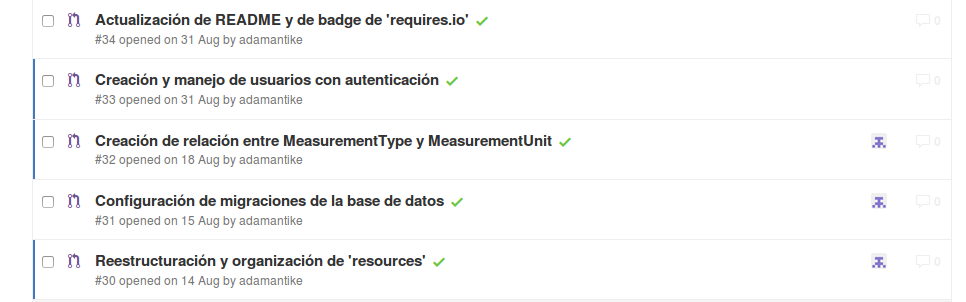 Actualización de README y de badge de 'requires.io'
0
#34 opened on 31 Aug by adamantike
Creación y manejo de usuarios con autenticación
0
#33 opened on 31 Aug by adamantike
Creación de relación entre MeasurementType y MeasurementUnit
0
#32 opened on 18 Aug by adamantike
Configuración de migraciones de la base de datos
0
#31 opened on 15 Aug by adamantike
Reestructuración y organización de 'resources'
0
#30 opened on 14 Aug by adamantike